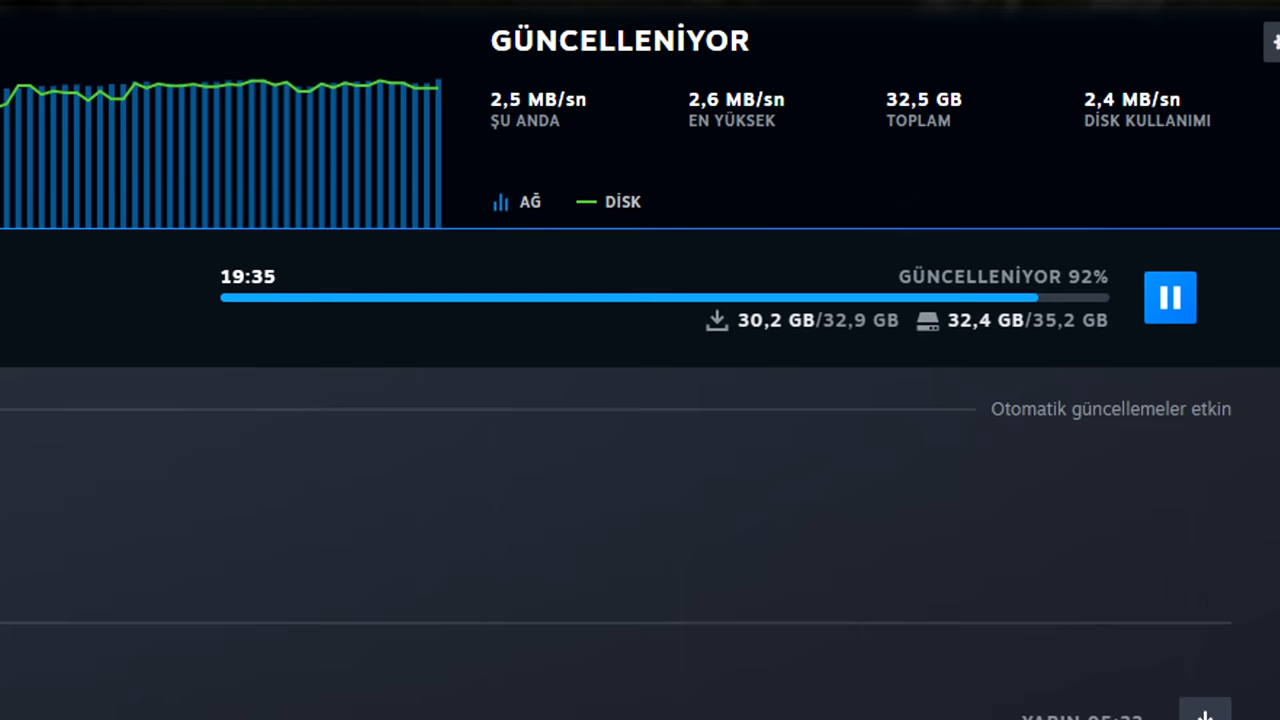 GÜNCELLENİYOR
2,5 MB/sn 2,6 MB/sn 32,5 GB 2,4 MB/sn
ŞU ANDA EN YÜKSEK TOPLAM DİSK KULLANIMI
AĞ DİSK
19:35 GÜNCELLENİYOR 92%
30,2 GB/32,9 GB 32,4 GB/35,2 GB
Otomatik güncellemeler etkin
YARIN